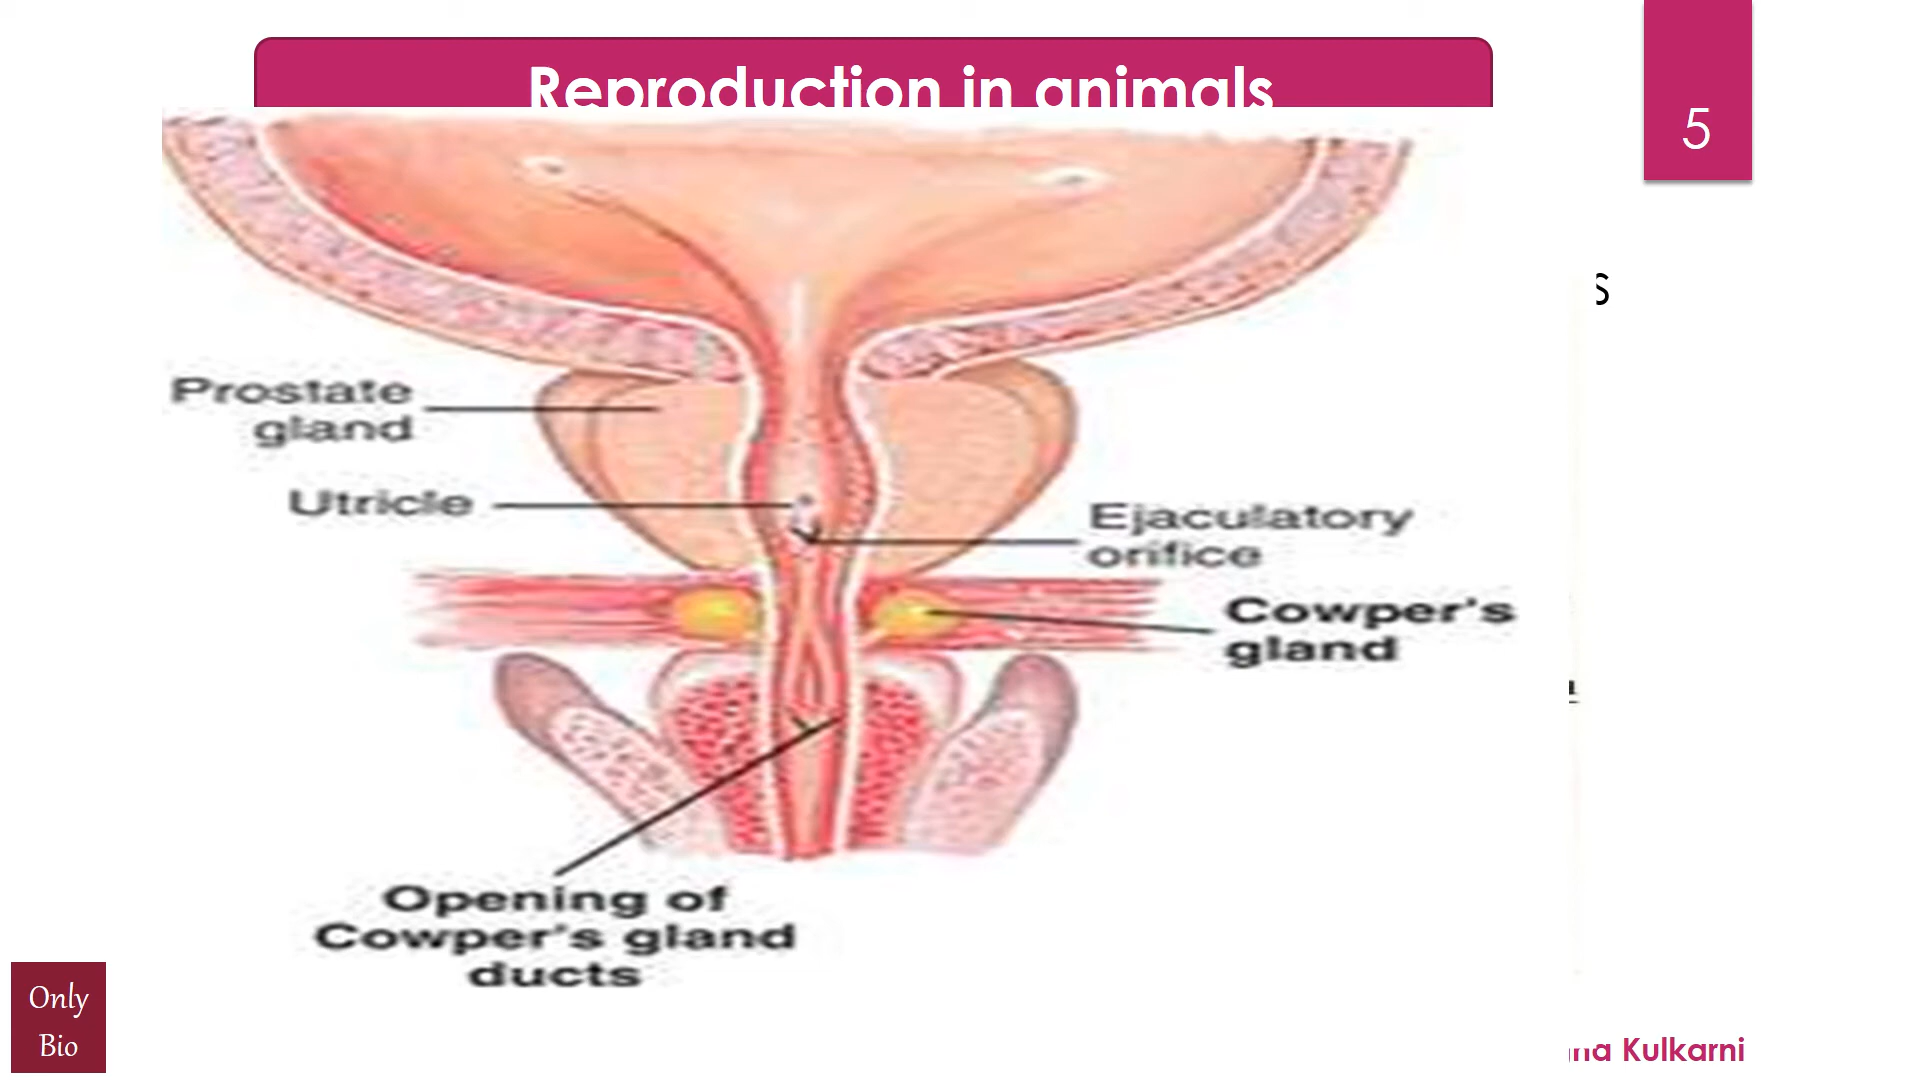 Reproduction in animals
5
s
Prostate
gland
Utricle
Ejaculatory
orifice
Cowper's
gland
Opening of
Cowper's gland
ducts
Only
Bio
Kulkarni